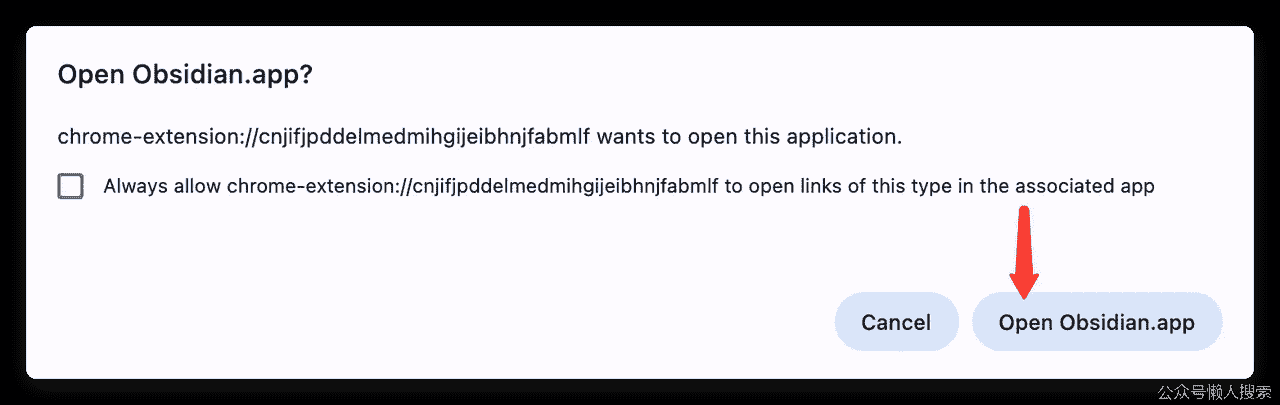 Open Obsidian.app?
chrome-extension://cnjifjpddelmedmihgijeibhnjfabmlf wants to open this application.
Always allow chrome-extension://cnjifjpddelmedmihgijeibhnjfabmlf to open links of this type in the associated app
Cancel
Open Obsidian.app
公众号懒人搜索